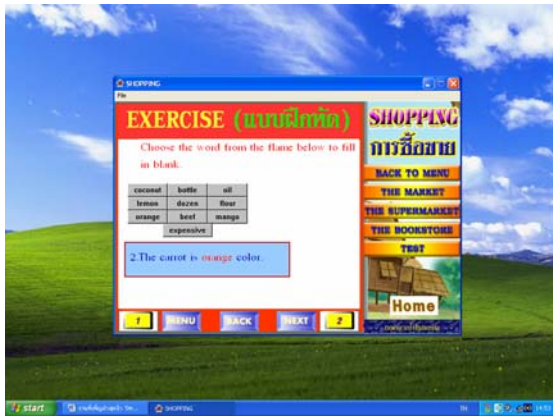 SHOPPING
File
EXERCISE (แบบฝึกหัด)
Choose the word from the flame below to fill
in blank.
coconut bottle oil
lemon dozen flour
orange beef mango
expensive
2.The carrot is orange color.
1 MENU BACK NEXT 2
SHOPPING
การซื้อขาย
BACK TO MENU
THE MARKET
THE SUPERMARKET
THE BOOKSTORE
TEST
Home
start
SHOPPING